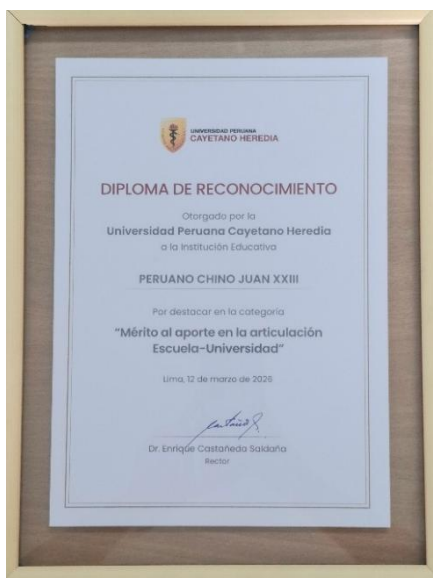 UNIVERSIDAD PERUANA
CAYETANO HEREDIA
DIPLOMA DE RECONOCIMIENTO
Otorgado por la
Universidad Peruana Cayetano Heredia
a la Institución Educativa
PERUANO CHINO JUAN XXIII
Por destacar en la categoría
"Mérito al aporte en la articulación
Escuela-Universidad"
Lima, 12 de marzo de 2026
Dr. Enrique Castañeda Saldaña
Rector